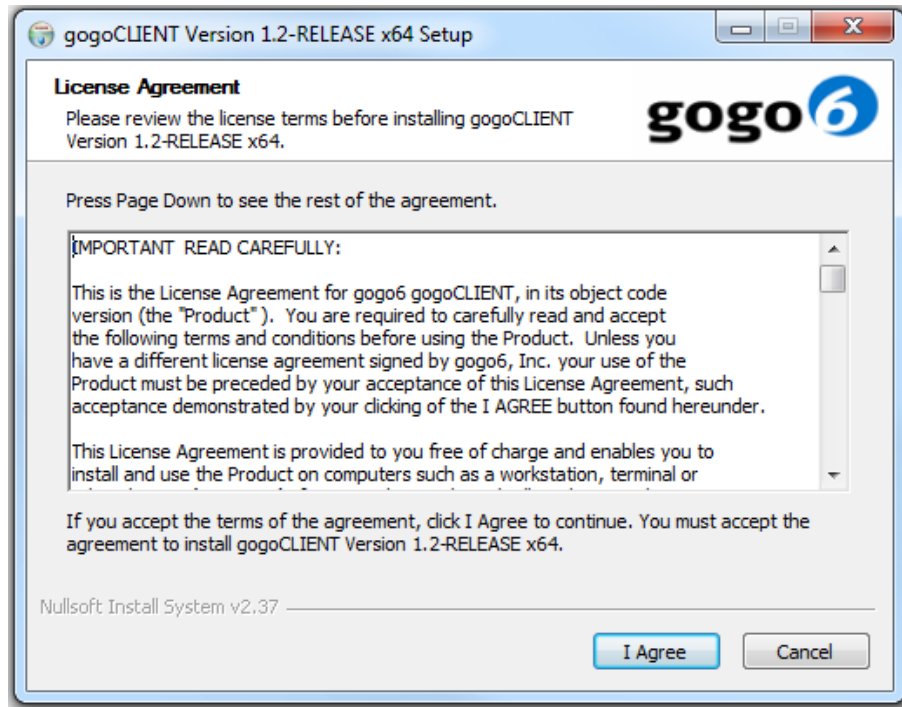 gogoCLIENT Version 1.2-RELEASE x64 Setup
License Agreement
Please review the license terms before installing gogoCLIENT
Version 1.2-RELEASE x64.
gogo6
Press Page Down to see the rest of the agreement.
IMPORTANT  READ CAREFULLY:
This is the License Agreement for gogo6 gogoCLIENT, in its object code
version (the "Product" ).  You are required to carefully read and accept
the following terms and conditions before using the Product.  Unless you
have a different license agreement signed by gogo6, Inc. your use of the
Product must be preceded by your acceptance of this License Agreement, such
acceptance demonstrated by your clicking of the I AGREE button found hereunder.
This License Agreement is provided to you free of charge and enables you to
install and use the Product on computers such as a workstation, terminal or
If you accept the terms of the agreement, click I Agree to continue. You must accept the
agreement to install gogoCLIENT Version 1.2-RELEASE x64.
Nullsoft Install System v2.37
I Agree
Cancel